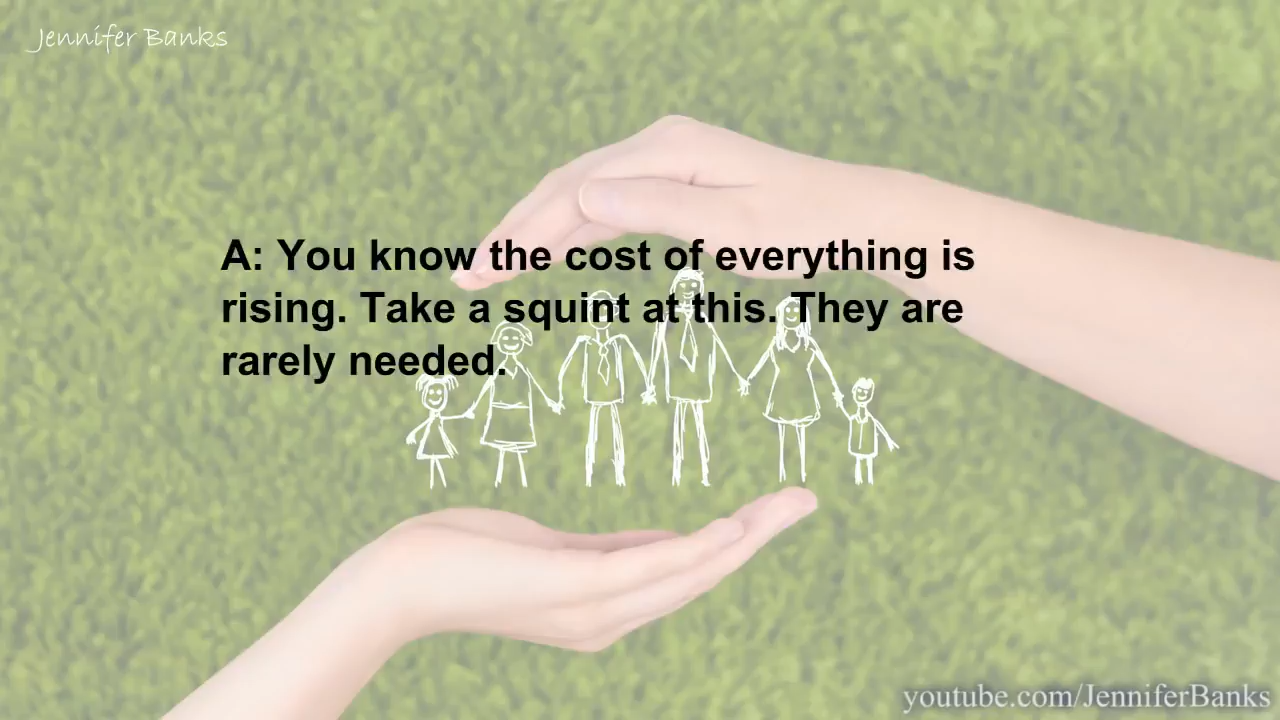 Jennifer Banks
A: You know the cost of everything is
rising. Take a squint at this. They are
rarely needed.
youtube.com/JenniferBanks